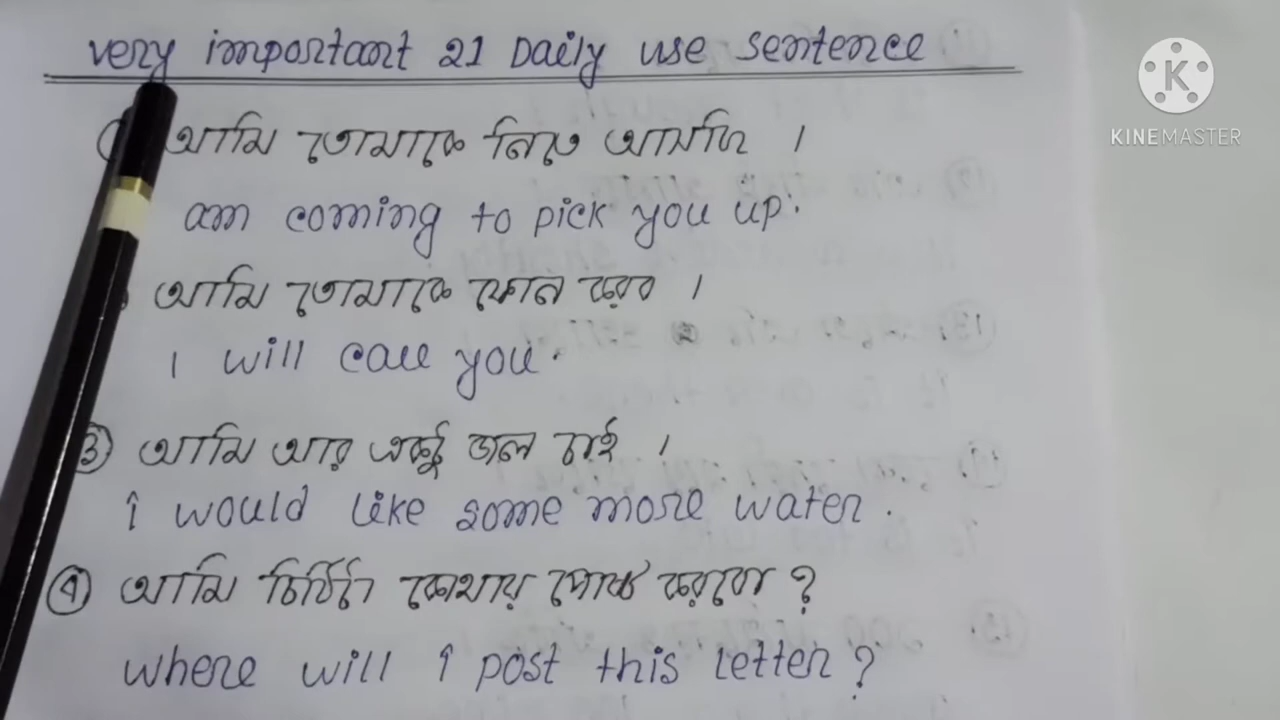 very important 21 Daily use sentence
আমি তোমাকে নিতে আসছি ।
am coming to pick you up.
আমি তোমাকে ফোন করব ।
I will call you.
③ আমি আর একটু জল চাই ।
i would like some more water.
④ আমি চিঠিটা কোথায় পোস্ট করবো ?
where will i post this letter ?
K
KINEMASTER